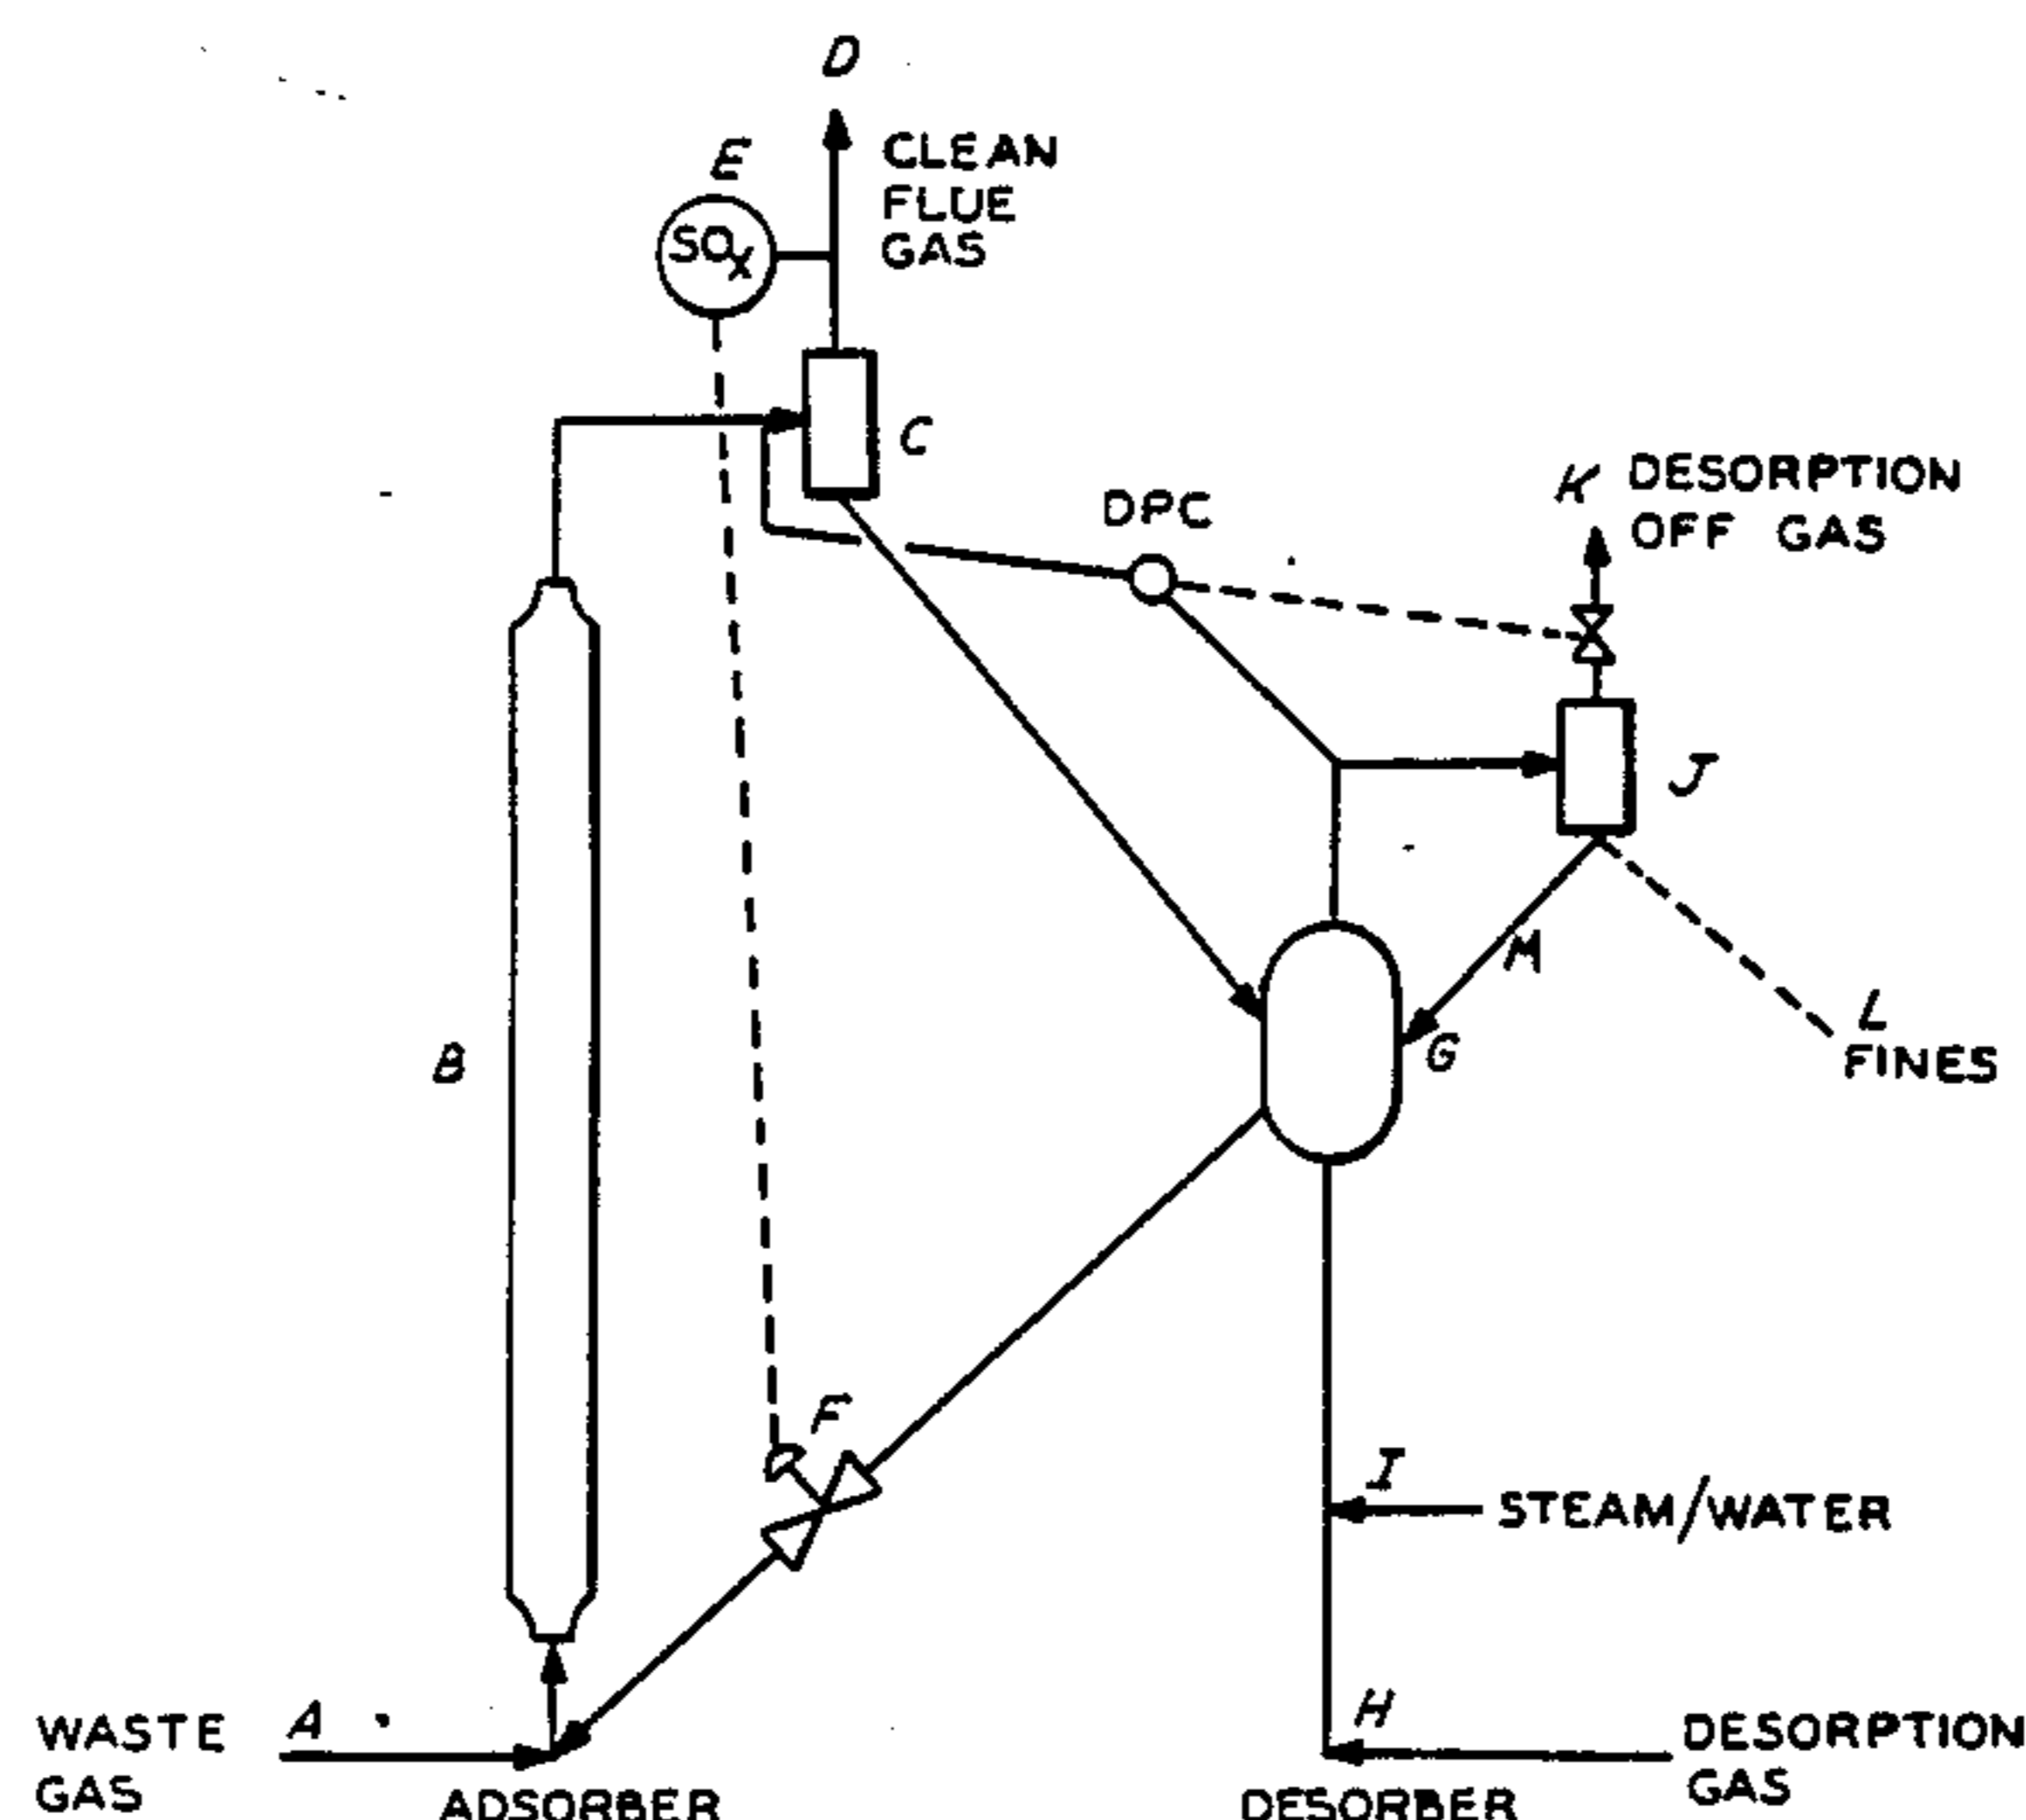 D
CLEAN
FLUE
GAS
E
SOx
C
DPC
K
DESORPTION
OFF GAS
J
M
G
L
FINES
B
F
I
STEAM/WATER
H
DESORPTION
GAS
WASTE
GAS
A
ADSORBER
DESORBER